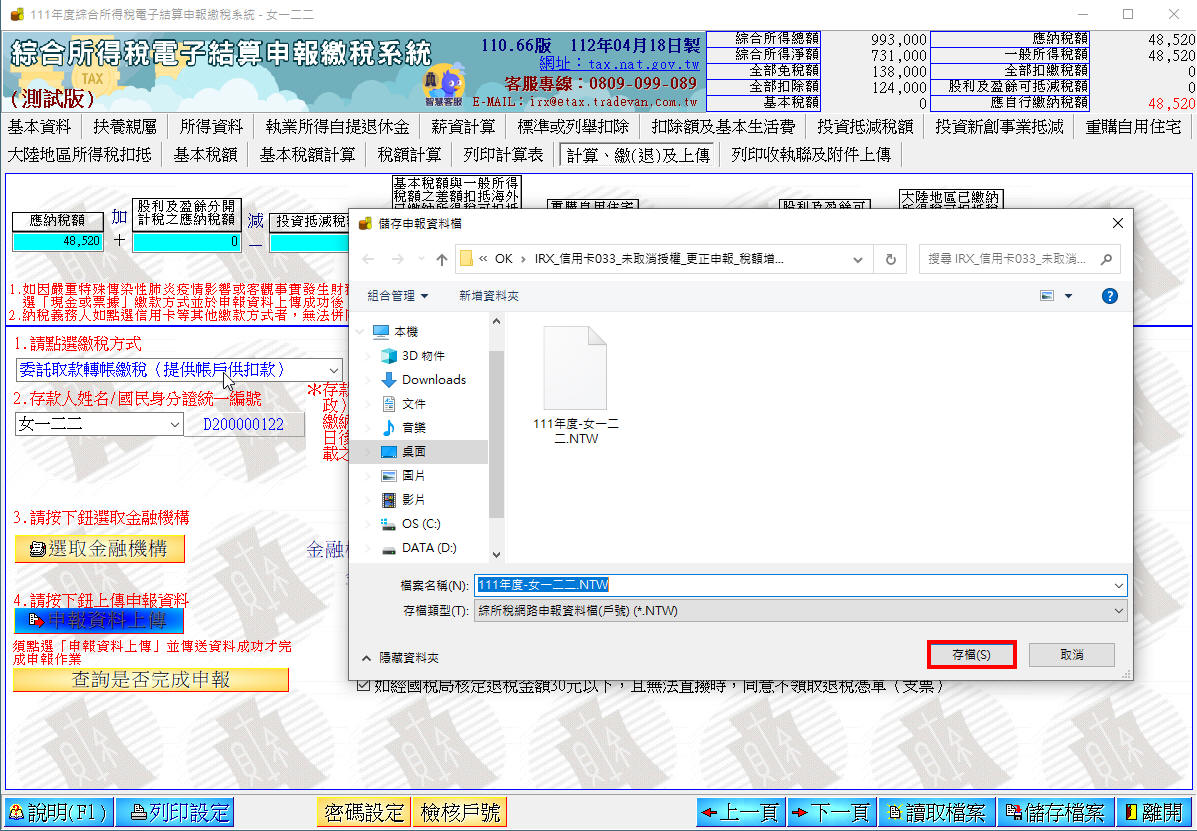 111年度綜合所得稅電子結算申報繳稅系統 - 女一二二
綜合所得稅電子結算申報繳稅系統
TAX
(測試版)
智慧客服
110.66版 112年04月18日製
網址：tax.nat.gov.tw
客服專線：0809-099-089
E-MAIL：irx@etax.tradevan.com.tw
綜合所得總額 993,000 應納稅額 48,520
綜合所得淨額 731,000 一般所得稅額 48,520
全部免稅額 138,000 全部扣繳稅額 0
全部扣除額 124,000 股利及盈餘可抵減稅額 0
基本稅額 0 應自行繳納稅額 48,520
基本資料 扶養親屬 所得資料 執業所得自提退休金 薪資計算 標準或列舉扣除 扣除額及基本生活費 投資抵減稅額 投資新創事業抵減 重購自用住宅
大陸地區所得稅扣抵 基本稅額 基本稅額計算 稅額計算 列印計算表 計算、繳(退)及上傳 列印收執聯及附件上傳
基本稅額與一般所得
稅額之差額扣抵海外
應納稅額
48,520
加
＋
股利及盈餘分開
計稅之應納稅額
0
減
－
投資抵減稅
重購自用住宅
股利及盈餘可
大陸地區已繳納
1.如因嚴重特殊傳染性肺炎疫情影響或客觀事實發生財
選「現金或票據」繳款方式並於申報資料上傳成功後
2.納稅義務人如點選信用卡等其他繳款方式者，無法併
1.請點選繳稅方式
委託取款轉帳繳稅（提供帳戶供扣款）
2.存款人姓名/國民身分證統一編號
女一二二 D200000122
＊存款
政)
繳納
日後
載之
3.請按下鈕選取金融機構
選取金融機構
金融機
4.請按下鈕上傳申報資料
申報資料上傳
須點選「申報資料上傳」並傳送資料成功才完
成申報作業
查詢是否完成申報
儲存申報資料檔
« OK › IRX_信用卡033_未取消授權_更正申報_稅額增...
搜尋 IRX_信用卡033_未取消...
組合管理 新增資料夾
本機
3D 物件
Downloads
文件
音樂
桌面
圖片
影片
OS (C:)
DATA (D:)
111年度-女一二
二.NTW
檔案名稱(N): 111年度-女一二二.NTW
存檔類型(T): 綜所稅網路申報資料檔(戶號) (*.NTW)
隱藏資料夾
存檔(S)
取消
如經國稅局核定退稅金額30元以下，且無法直撥時，同意不領取退稅憑單（支票）
說明(F1) 列印設定 密碼設定 檢核戶號 上一頁 下一頁 讀取檔案 儲存檔案 離開